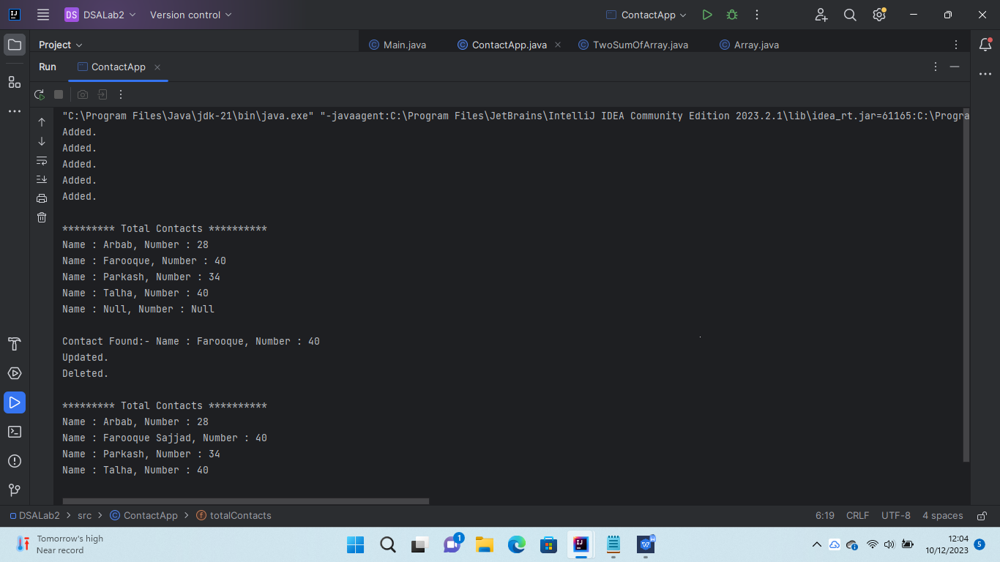 DS DSALab2 Version control ContactApp
Project Main.java ContactApp.java TwoSumOfArray.java Array.java
Run ContactApp
"C:\Program Files\Java\jdk-21\bin\java.exe" "-javaagent:C:\Program Files\JetBrains\IntelliJ IDEA Community Edition 2023.2.1\lib\idea_rt.jar=61165:C:\Progra
Added.
Added.
Added.
Added.
Added.
********* Total Contacts **********
Name : Arbab, Number : 28
Name : Farooque, Number : 40
Name : Parkash, Number : 34
Name : Talha, Number : 40
Name : Null, Number : Null
Contact Found:- Name : Farooque, Number : 40
Updated.
Deleted.
********* Total Contacts **********
Name : Arbab, Number : 28
Name : Farooque Sajjad, Number : 40
Name : Parkash, Number : 34
Name : Talha, Number : 40
DSALab2 > src > ContactApp > totalContacts 6:19 CRLF UTF-8 4 spaces
Tomorrow's high
Near record
1
12:04
10/12/2023
5